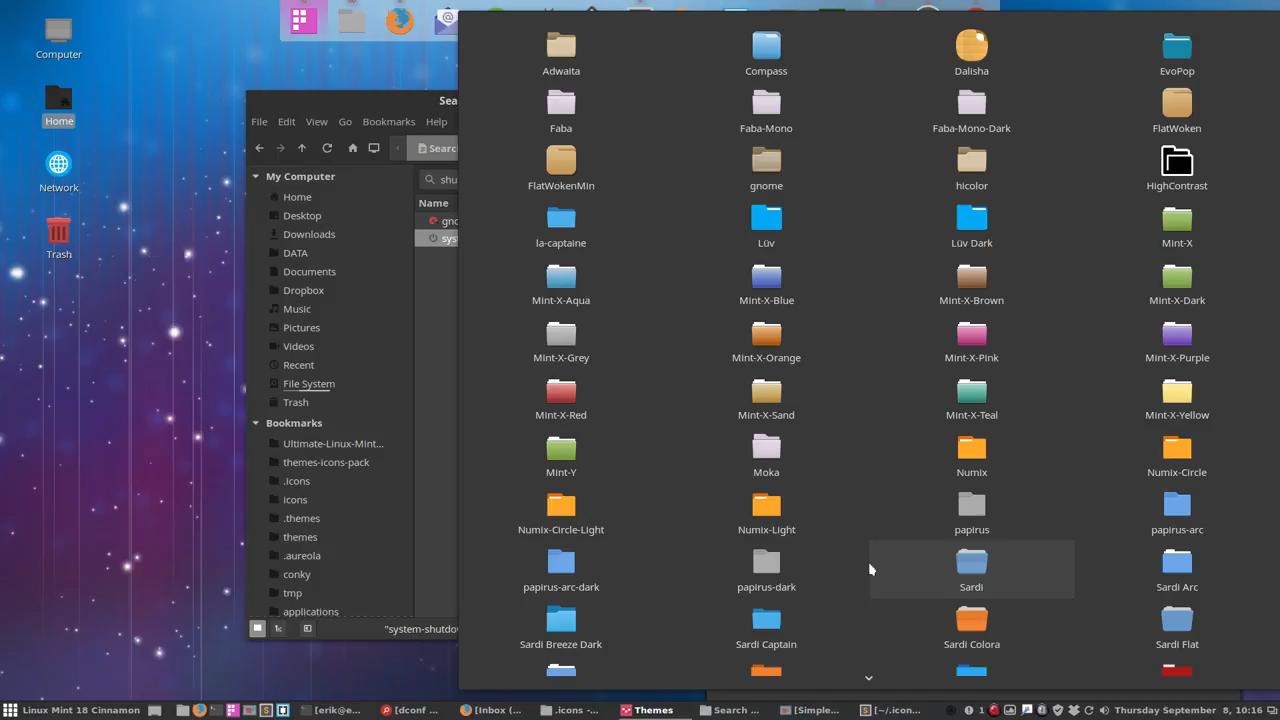 Computer
Home
Network
Trash
Sea
File Edit View Go Bookmarks Help
Searc
My Computer
Home
Desktop
Downloads
DATA
Documents
Dropbox
Music
Pictures
Videos
Recent
File System
Trash
Bookmarks
Ultimate-Linux-Mint...
themes-icons-pack
.icons
icons
.themes
themes
.aureola
conky
tmp
applications
shu
Name
gno
syst
"system-shutdow
Adwaita Compass Dalisha EvoPop
Faba Faba-Mono Faba-Mono-Dark FlatWoken
FlatWokenMin gnome hicolor HighContrast
la-captaine Lüv Lüv Dark Mint-X
Mint-X-Aqua Mint-X-Blue Mint-X-Brown Mint-X-Dark
Mint-X-Grey Mint-X-Orange Mint-X-Pink Mint-X-Purple
Mint-X-Red Mint-X-Sand Mint-X-Teal Mint-X-Yellow
Mint-Y Moka Numix Numix-Circle
Numix-Circle-Light Numix-Light papirus papirus-arc
papirus-arc-dark papirus-dark Sardi Sardi Arc
Sardi Breeze Dark Sardi Captain Sardi Colora Sardi Flat
Linux Mint 18 Cinnamon [erik@e... [dconf ... [Inbox (... .icons -... Themes Search ... [Simple... [~/.icon... 1 Thursday September 8, 10:16